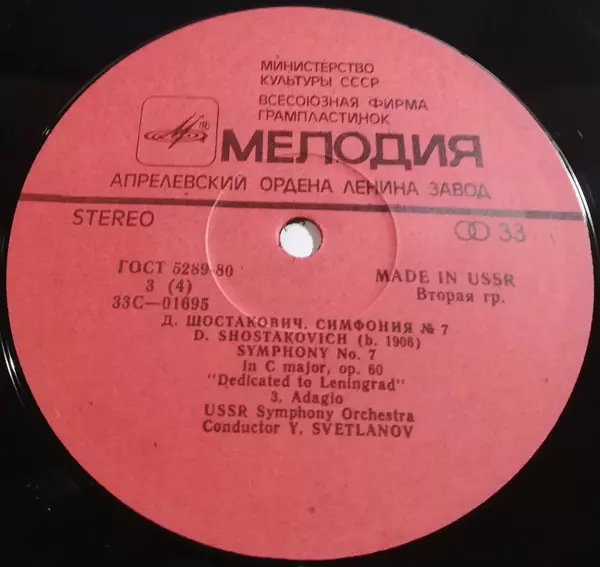 МИНИСТЕРСТВО
КУЛЬТУРЫ СССР
ВСЕСОЮЗНАЯ ФИРМА
ГРАМПЛАСТИНОК
МЕЛОДИЯ
АПРЕЛЕВСКИЙ ОРДЕНА ЛЕНИНА ЗАВОД
STEREO
33
ГОСТ 5289-80
3 (4)
33С—01695
MADE IN USSR
Вторая гр.
Д. ШОСТАКОВИЧ. СИМФОНИЯ № 7
D. SHOSTAKOVICH (b. 1906)
SYMPHONY No. 7
in C major, op. 60
"Dedicated to Leningrad"
3. Adagio
USSR Symphony Orchestra
Conductor Y. SVETLANOV